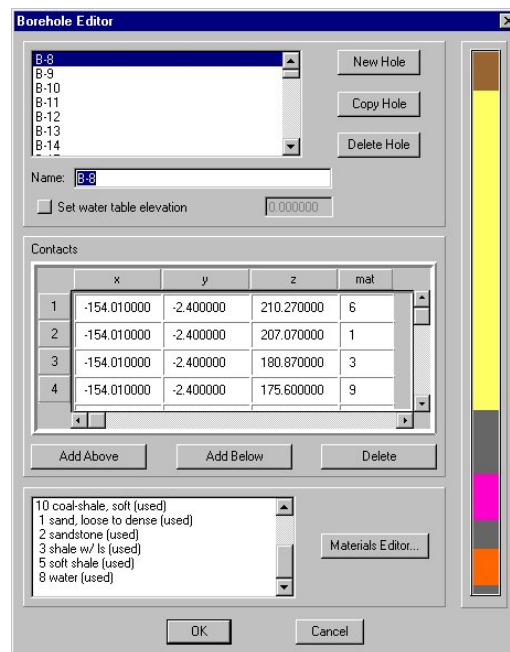 Borehole Editor
B-8
B-9
B-10
B-11
B-12
B-13
B-14
New Hole
Copy Hole
Delete Hole
Name: B-8
Set water table elevation 0.000000
Contacts
x y z mat
1 -154.010000 -2.400000 210.270000 6
2 -154.010000 -2.400000 207.070000 1
3 -154.010000 -2.400000 180.870000 3
4 -154.010000 -2.400000 175.600000 9
Add Above Add Below Delete
10 coal-shale, soft (used)
1 sand, loose to dense (used)
2 sandstone (used)
3 shale w/ ls (used)
5 soft shale (used)
8 water (used)
Materials Editor...
OK Cancel